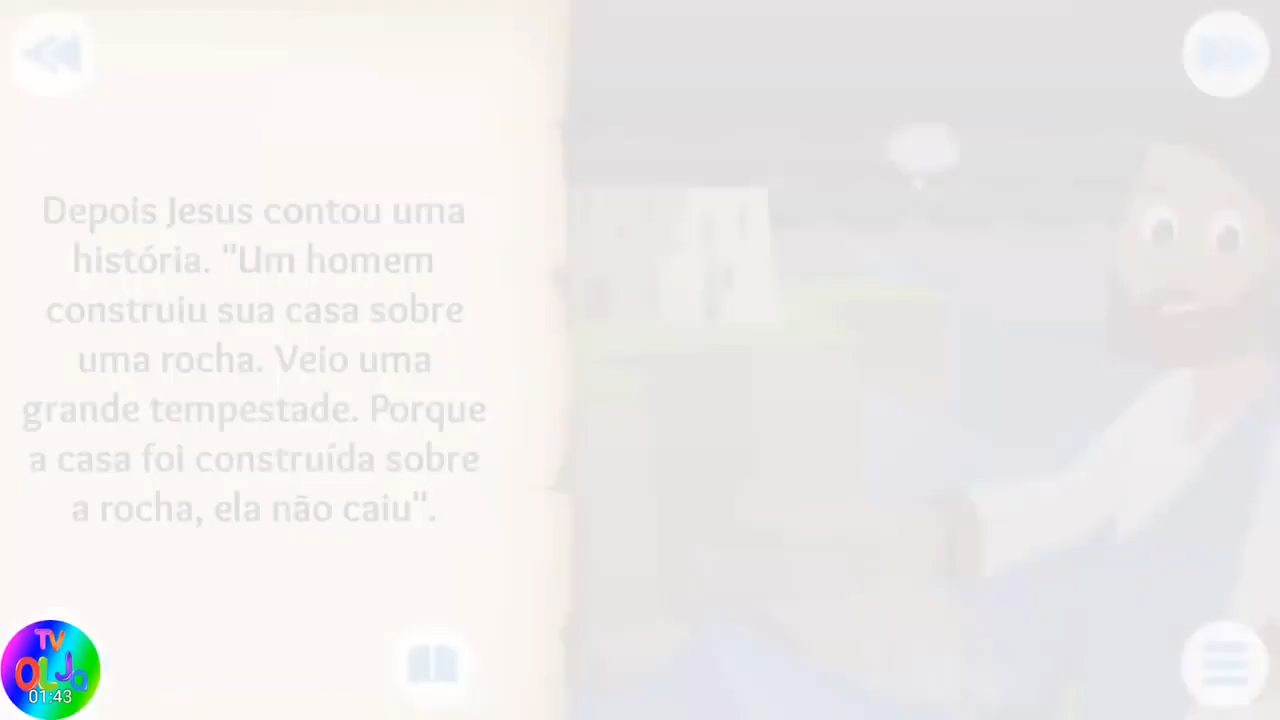 Depois Jesus contou uma
história. "Um homem
construiu sua casa sobre
uma rocha. Veio uma
grande tempestade. Porque
a casa foi construída sobre
a rocha, ela não caiu".
TV
01:43